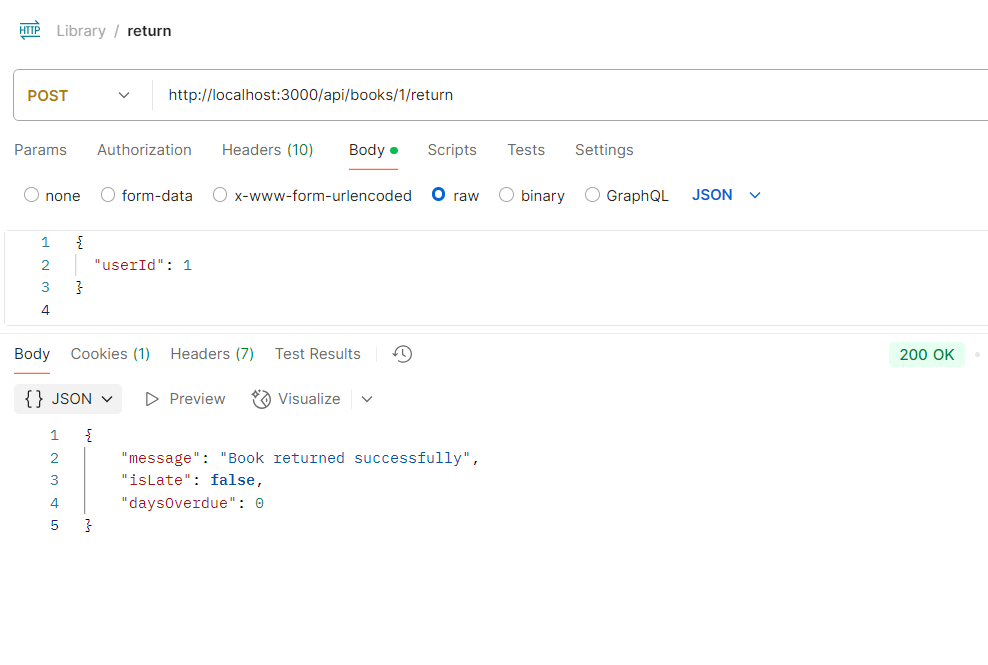 HTTP Library / return
POST http://localhost:3000/api/books/1/return
Params Authorization Headers (10) Body Scripts Tests Settings
none form-data x-www-form-urlencoded raw binary GraphQL JSON
1 {
2 "userId": 1
3 }
4
Body Cookies (1) Headers (7) Test Results 200 OK
{} JSON Preview Visualize
1 {
2 "message": "Book returned successfully",
3 "isLate": false,
4 "daysOverdue": 0
5 }